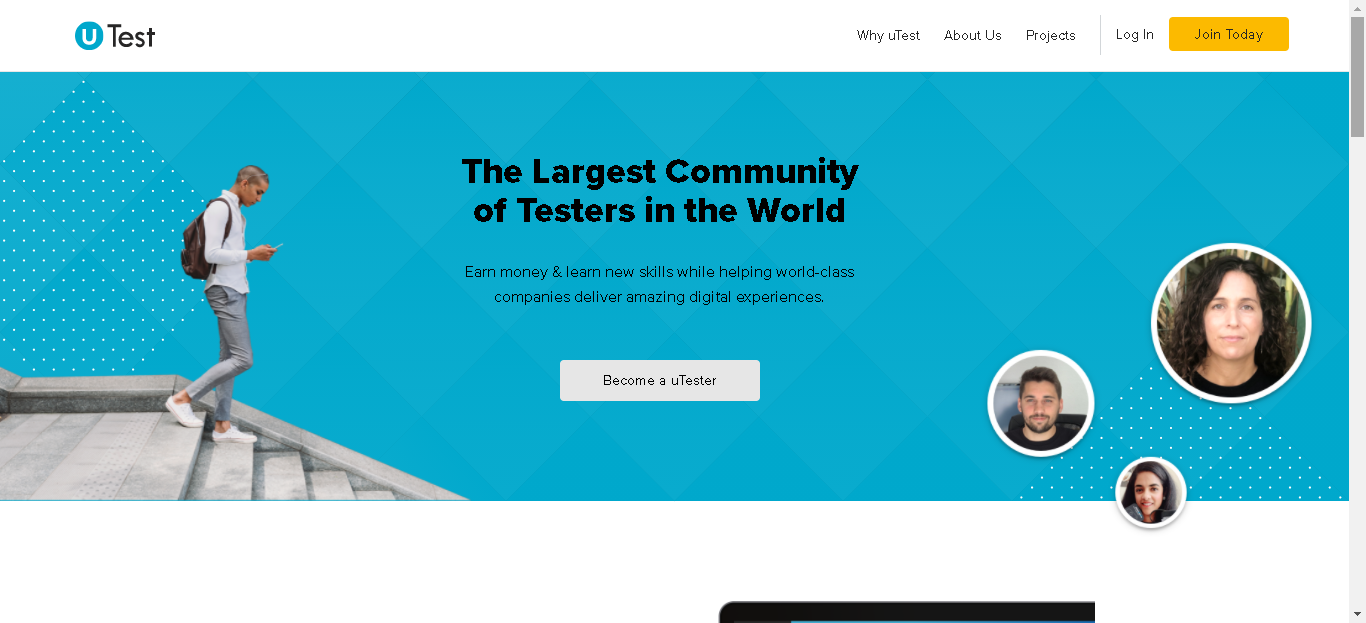 uTest
Why uTest
About Us
Projects
Log In
Join Today
The Largest Community
of Testers in the World
Earn money & learn new skills while helping world-class
companies deliver amazing digital experiences.
Become a uTester